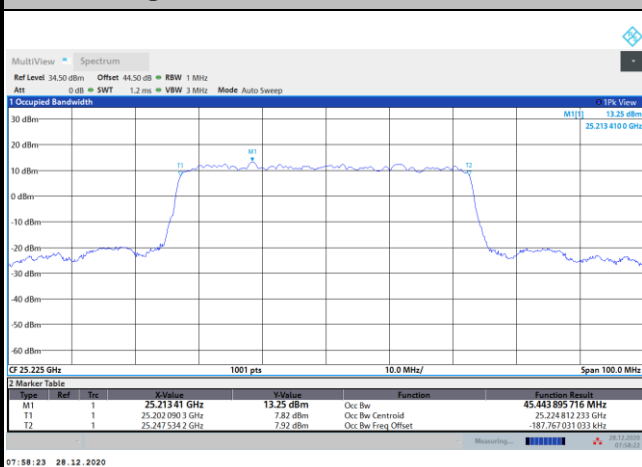 MultiView Spectrum
Ref Level 34.50 dBm Offset 44.50 dB RBW 1 MHz
Att 0 dB SWT 1.2 ms VBW 3 MHz Mode Auto Sweep
1 Occupied Bandwidth 1Pk View
M1[1] 13.25 dBm
25.213 410 0 GHz
30 dBm
20 dBm
M1
T1 T2
10 dBm
0 dBm
-10 dBm
-20 dBm
-30 dBm
-40 dBm
-50 dBm
-60 dBm
CF 25.225 GHz 1001 pts 10.0 MHz/ Span 100.0 MHz
2 Marker Table
Type Ref Trc X-Value Y-Value Function Function Result
M1 1 25.213 41 GHz 13.25 dBm Occ Bw 45.443 895 716 MHz
T1 1 25.202 090 3 GHz 7.82 dBm Occ Bw Centroid 25.224 812 233 GHz
T2 1 25.247 534 2 GHz 7.92 dBm Occ Bw Freq Offset -187.767 031 033 kHz
Measuring... 28.12.2020
07:58:22
07:58:23 28.12.2020